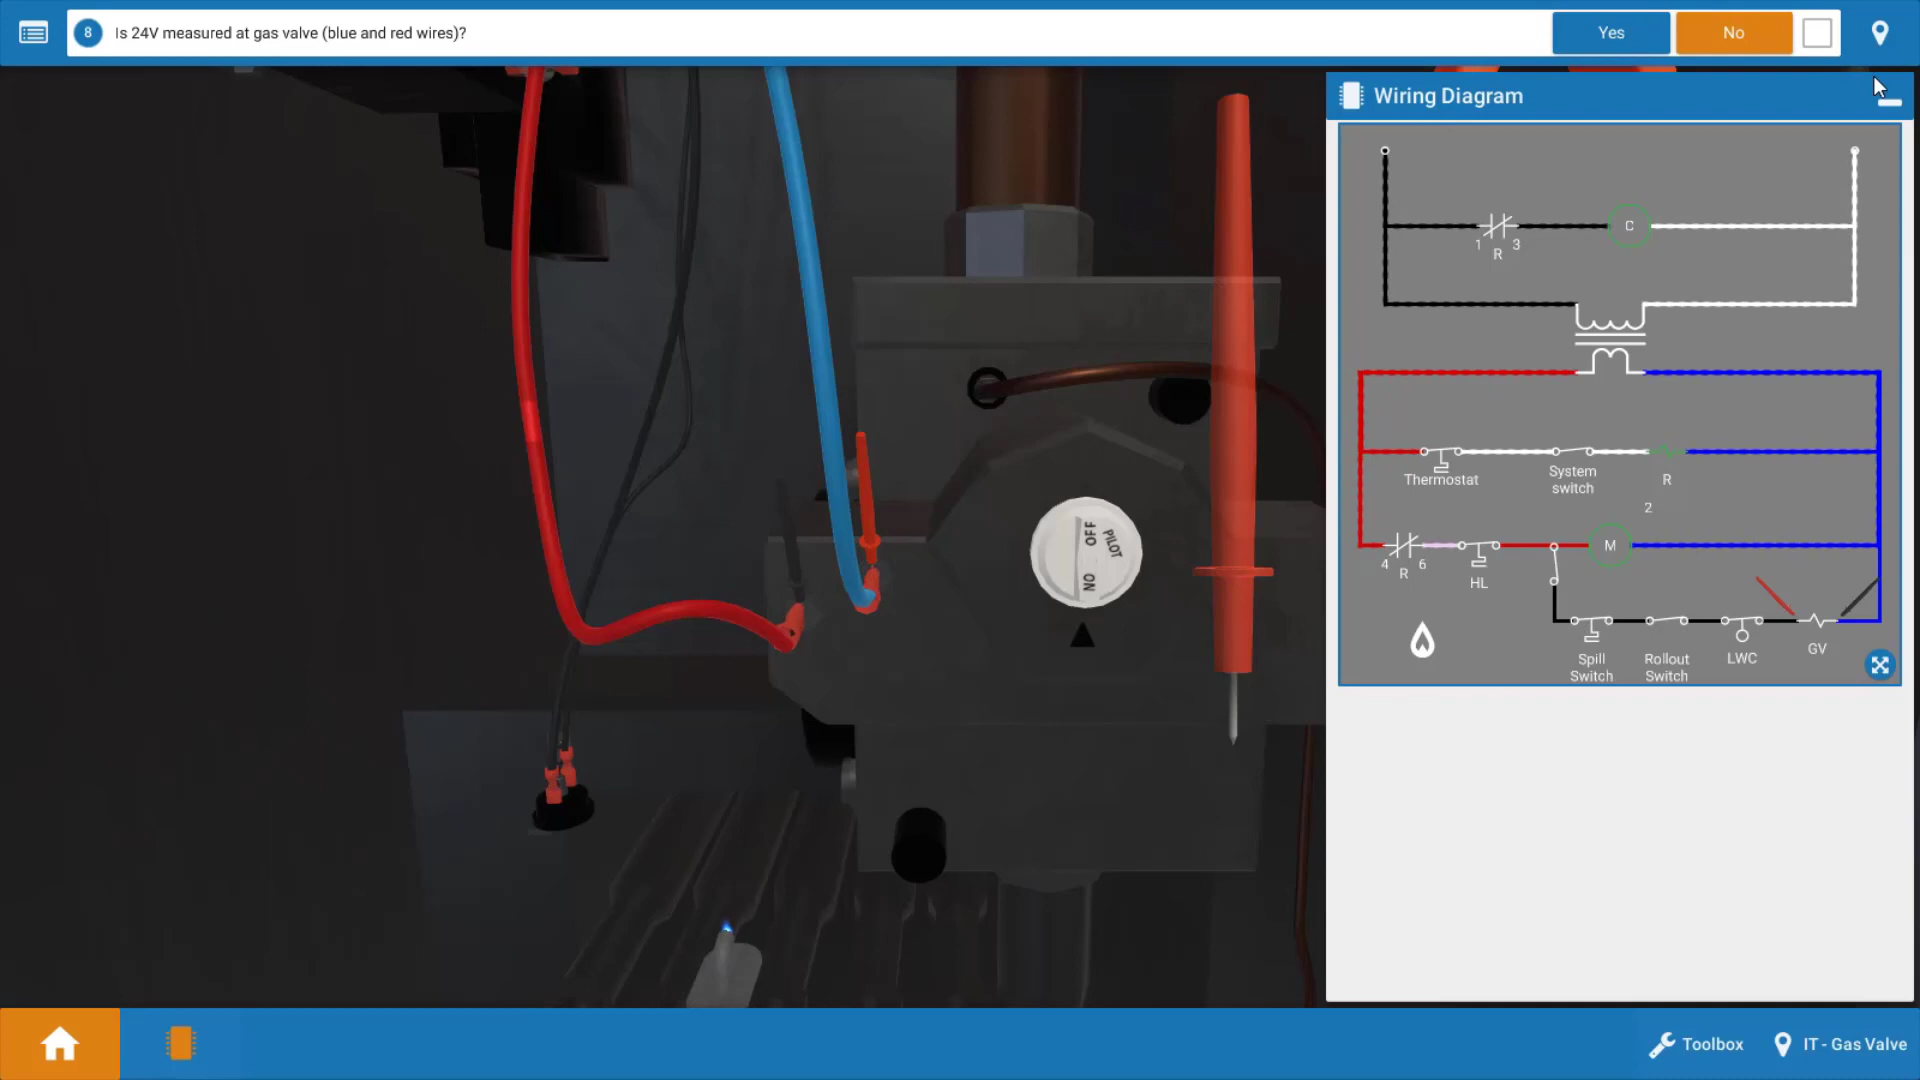 8 Is 24V measured at gas valve (blue and red wires)? Yes No
Wiring Diagram
C
1 3
R
Thermostat
System
switch
R
2
M
4 6
R
HL
Spill
Switch
Rollout
Switch
LWC
GV
OFF
PILOT
ON
Toolbox
IT - Gas Valve